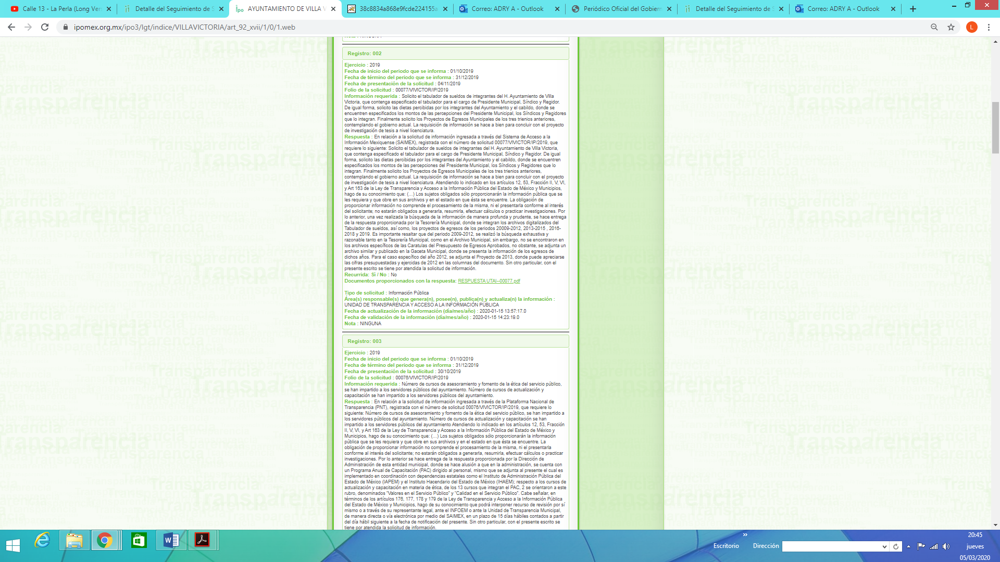 Calle 13 - La Perla (Long Ver
Detalle del Seguimiento de S
AYUNTAMIENTO DE VILLA V
38c8834a868e9fcde224155a
Correo: ADRY A - Outlook
Periódico Oficial del Gobiern
Detalle del Seguimiento de S
Correo: ADRY A - Outlook
ipomex.org.mx/ipo3/lgt/indice/VILLAVICTORIA/art_92_xvii/1/0/1.web
L
Registro: 002
Ejercicio : 2019
Fecha de inicio del periodo que se informa : 01/10/2019
Fecha de término del periodo que se informa : 31/12/2019
Fecha de presentación de la solicitud : 04/11/2019
Folio de la solicitud : 00077/VIVICTOR/IP/2019
Información requerida : Solicito el tabulador de sueldos de integrantes del H. Ayuntamiento de Villa
Victoria, que contenga especificado el tabulador para el cargo de Presidente Municipal, Síndico y Regidor.
De igual forma, solicito las dietas percibidas por los integrantes del Ayuntamiento y el cabildo, donde se
encuentren especificados los montos de las percepciones del Presidente Municipal, los Síndicos y Regidores
que lo integran. Finalmente solicito los Proyectos de Egresos Municipales de los tres trienios anteriores,
contemplando el gobierno actual. La requisición de información se hace a bien para concluir con el proyecto
de investigación de tesis a nivel licenciatura.
Respuesta : En relación a la solicitud de información ingresada a través del Sistema de Acceso a la
Información Mexiquense (SAIMEX), registrada con el número de solicitud 00077/VIVICTOR/IP/2019, que
requiere lo siguiente: Solicito el tabulador de sueldos de integrantes del H. Ayuntamiento de Villa Victoria,
que contenga especificado el tabulador para el cargo de Presidente Municipal, Síndico y Regidor. De igual
forma, solicito las dietas percibidas por los integrantes del Ayuntamiento y el cabildo, donde se encuentren
especificados los montos de las percepciones del Presidente Municipal, los Síndicos y Regidores que lo
integran. Finalmente solicito los Proyectos de Egresos Municipales de los tres trienios anteriores,
contemplando el gobierno actual. La requisición de información se hace a bien para concluir con el proyecto
de investigación de tesis a nivel licenciatura. Atendiendo lo indicado en los artículos 12, 53, Fracción II, V, VI,
y Art 163 de la Ley de Transparencia y Acceso a la Información Pública del Estado de México y Municipios,
hago de su conocimiento que: (…) Los sujetos obligados sólo proporcionarán la información pública que se
les requiera y que obre en sus archivos y en el estado en que ésta se encuentre. La obligación de
proporcionar información no comprende el procesamiento de la misma, ni el presentarla conforme al interés
del solicitante; no estarán obligados a generarla, resumirla, efectuar cálculos o practicar investigaciones. Por
lo anterior, una vez realizada la búsqueda de la información de manera profunda y prudente, se hace entrega
de la respuesta proporcionada por la Tesorería Municipal, donde se integran los archivos digitalizados del
Tabulador de sueldos, así como, los proyectos de egresos de los periodos 20009-2012, 2013-2015 , 2016-
2018 y 2019. Es importante resaltar que del periodo 2009-2012, se realizó la búsqueda exhaustiva y
razonable tanto en la Tesorería Municipal, como en el Archivo Municipal, sin embargo, no se encontraron en
los archivos específicos de las Caratulas del Presupuesto de Egresos Aprobados, no obstante, se adjunta un
archivo similar y publicado en la Gaceta Municipal, donde se presenta la información de los egresos de
dichos años. Para el caso específico del año 2012, se adjunta el Proyecto de 2013, donde puede apreciarse
las cifras presupuestadas y ejercidas de 2012 en las columnas del documento. Sin otro particular, con el
presente escrito se tiene por atendida la solicitud de información.
Recurrida: Si / No : No
Documentos proporcionados con la respuesta: RESPUESTA UTAI--00077.pdf
Tipo de solicitud : Información Pública
Área(s) responsable(s) que genera(n), posee(n), publica(n) y actualiza(n) la información :
UNIDAD DE TRANSPARENCIA Y ACCESO A LA INFORMACIÓN PÚBLICA
Fecha de actualización de la información (día/mes/año) : 2020-01-15 13:57:17.0
Fecha de validación de la información (día/mes/año) : 2020-01-15 14:23:19.0
Nota : NINGUNA
Registro: 003
Ejercicio : 2019
Fecha de inicio del periodo que se informa : 01/10/2019
Fecha de término del periodo que se informa : 31/12/2019
Fecha de presentación de la solicitud : 30/10/2019
Folio de la solicitud : 00076/VIVICTOR/IP/2019
Información requerida : Número de cursos de asesoramiento y fomento de la ética del servicio público,
se han impartido a los servidores públicos del ayuntamiento. Número de cursos de actualización y
capacitación se han impartido a los servidores públicos del ayuntamiento.
Respuesta : En relación a la solicitud de información ingresada a través de la Plataforma Nacional de
Transparencia (PNT), registrada con el número de solicitud 00076/VIVICTOR/IP/2019, que requiere lo
siguiente: Número de cursos de asesoramiento y fomento de la ética del servicio público, se han impartido a
los servidores públicos del ayuntamiento. Número de cursos de actualización y capacitación se han
impartido a los servidores públicos del ayuntamiento Atendiendo lo indicado en los artículos 12, 53, Fracción
II, V, VI, y Art 163 de la Ley de Transparencia y Acceso a la Información Pública del Estado de México y
Municipios, hago de su conocimiento que: (…) Los sujetos obligados sólo proporcionarán la información
pública que se les requiera y que obre en sus archivos y en el estado en que ésta se encuentre. La
obligación de proporcionar información no comprende el procesamiento de la misma, ni el presentarla
conforme al interés del solicitante; no estarán obligados a generarla, resumirla, efectuar cálculos o practicar
investigaciones. Por lo anterior se hace entrega de la respuesta proporcionada por la Dirección de
Administración de esta entidad municipal, donde se hace alusión a que en la administración, se cuenta con
un Programa Anual de Capacitación (PAC) dirigido al personal, mismo que se adjunta al presente el cual es
implementado en coordinación con dependencias estatales como el Instituto de Administración Pública del
Estado de México (IAPEM) y el Instituto Hacendario del Estado de México (IHAEM); respecto a los cursos de
actualización y capacitación en materia de ética, de los 13 cursos que integran el PAC, 2 se orientaron a este
rubro, denominados "Valores en el Servicio Público" y "Calidad en el Servicio Público". Cabe señalar, en
términos de los artículos 176, 177, 178 y 179 de la Ley de Transparencia y Acceso a la Información Pública
del Estado de México y Municipios, hago de su conocimiento que podrá interponer recurso de revisión por sí
mismo o a través de su representante legal, ante el INFOEM o ante la Unidad de Transparencia Municipal,
de manera directa o vía electrónica por medio del SAIMEX, en un plazo de 15 días hábiles contados a partir
del día hábil siguiente a la fecha de notificación del presente. Sin otro particular, con el presente escrito se
tiene por atendida la solicitud de información.
Escritorio
Dirección
20:45
jueves
05/03/2020